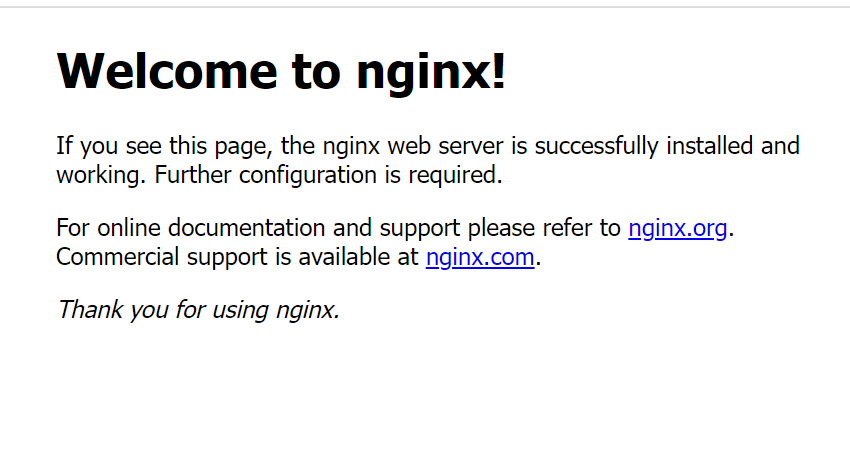 Welcome to nginx!
If you see this page, the nginx web server is successfully installed and
working. Further configuration is required.
For online documentation and support please refer to nginx.org.
Commercial support is available at nginx.com.
Thank you for using nginx.